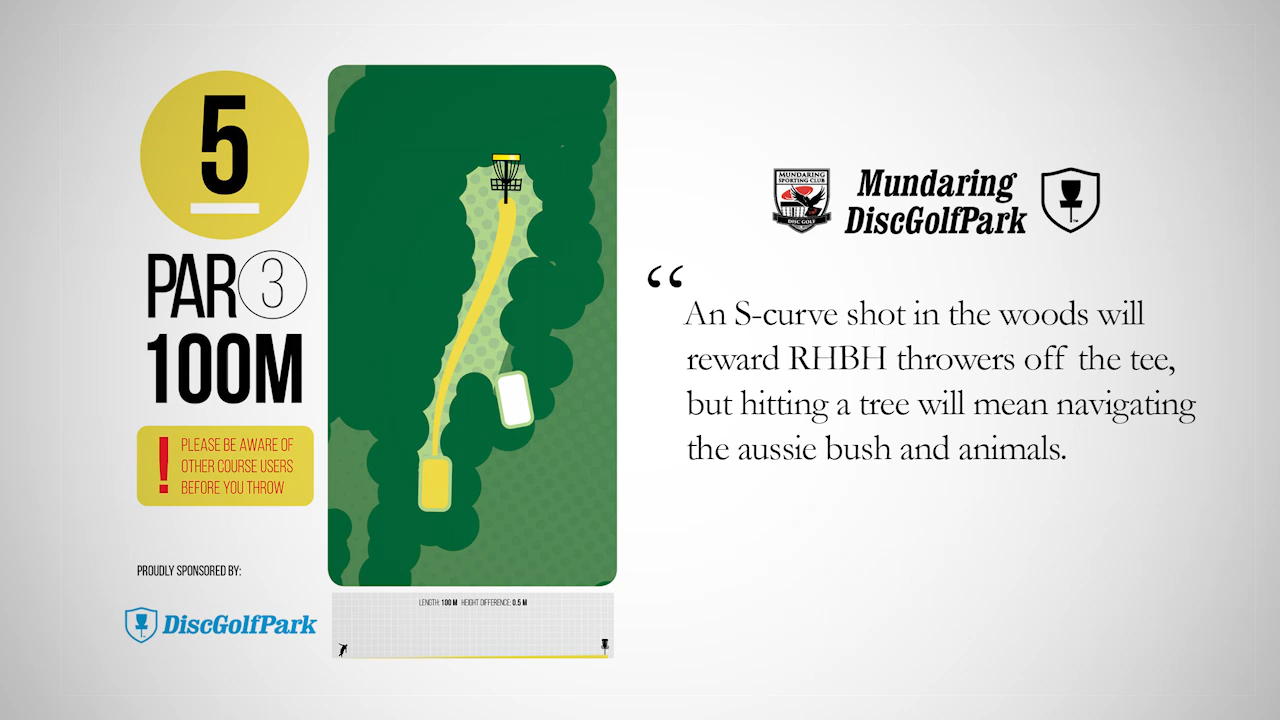 5
PAR 3
100M
! PLEASE BE AWARE OF
OTHER COURSE USERS
BEFORE YOU THROW
PROUDLY SPONSORED BY:
DiscGolfPark
LENGTH: 100 M HEIGHT DIFFERENCE: 0.5 M
MUNDARING
SPORTING CLUB
DISC GOLF
Mundaring
DiscGolfPark
“An S-curve shot in the woods will
reward RHBH throwers off the tee,
but hitting a tree will mean navigating
the aussie bush and animals.